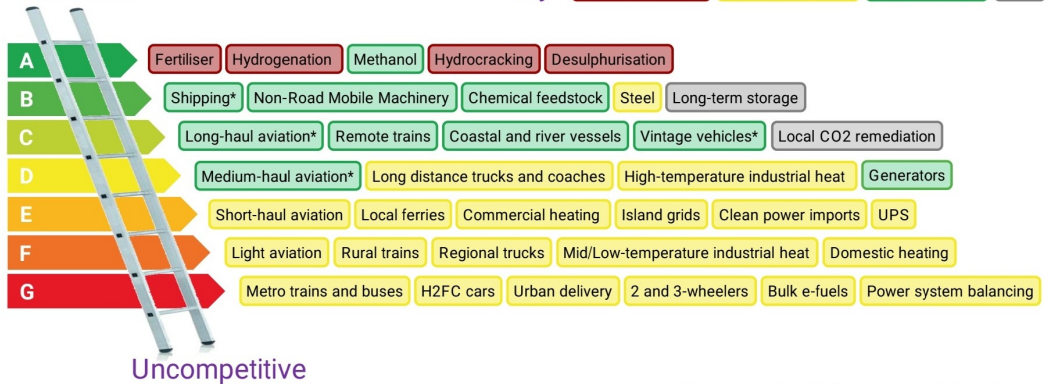 A Fertiliser Hydrogenation Methanol Hydrocracking Desulphurisation
B Shipping* Non-Road Mobile Machinery Chemical feedstock Steel Long-term storage
C Long-haul aviation* Remote trains Coastal and river vessels Vintage vehicles* Local CO2 remediation
D Medium-haul aviation* Long distance trucks and coaches High-temperature industrial heat Generators
E Short-haul aviation Local ferries Commercial heating Island grids Clean power imports UPS
F Light aviation Rural trains Regional trucks Mid/Low-temperature industrial heat Domestic heating
G Metro trains and buses H2FC cars Urban delivery 2 and 3-wheelers Bulk e-fuels Power system balancing
Uncompetitive